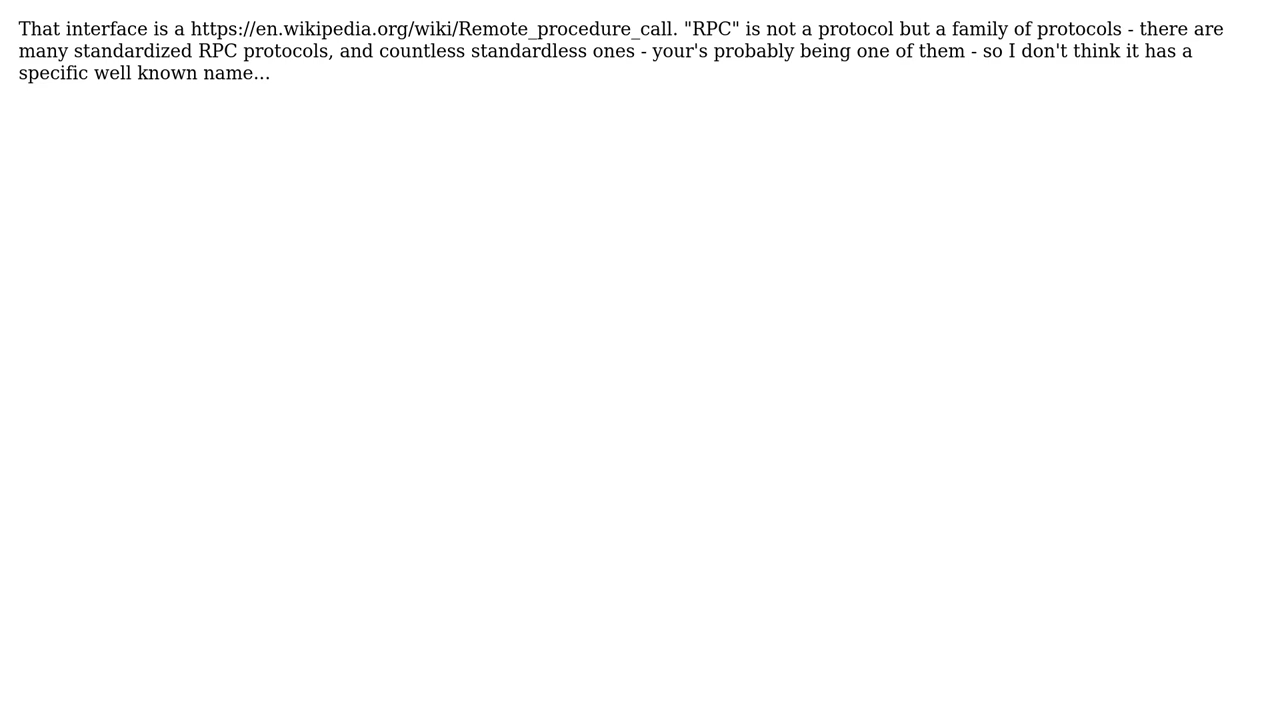 That interface is a https://en.wikipedia.org/wiki/Remote_procedure_call. "RPC" is not a protocol but a family of protocols - there are
many standardized RPC protocols, and countless standardless ones - your's probably being one of them - so I don't think it has a
specific well known name...